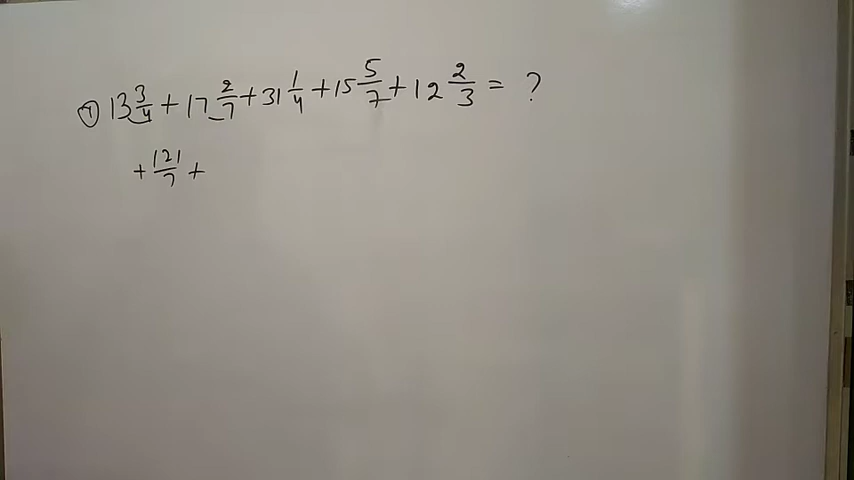 ① 13 3/4 + 17 2/7 + 31 1/4 + 15 5/7 + 12 2/3 = ?
+ 121/7 +